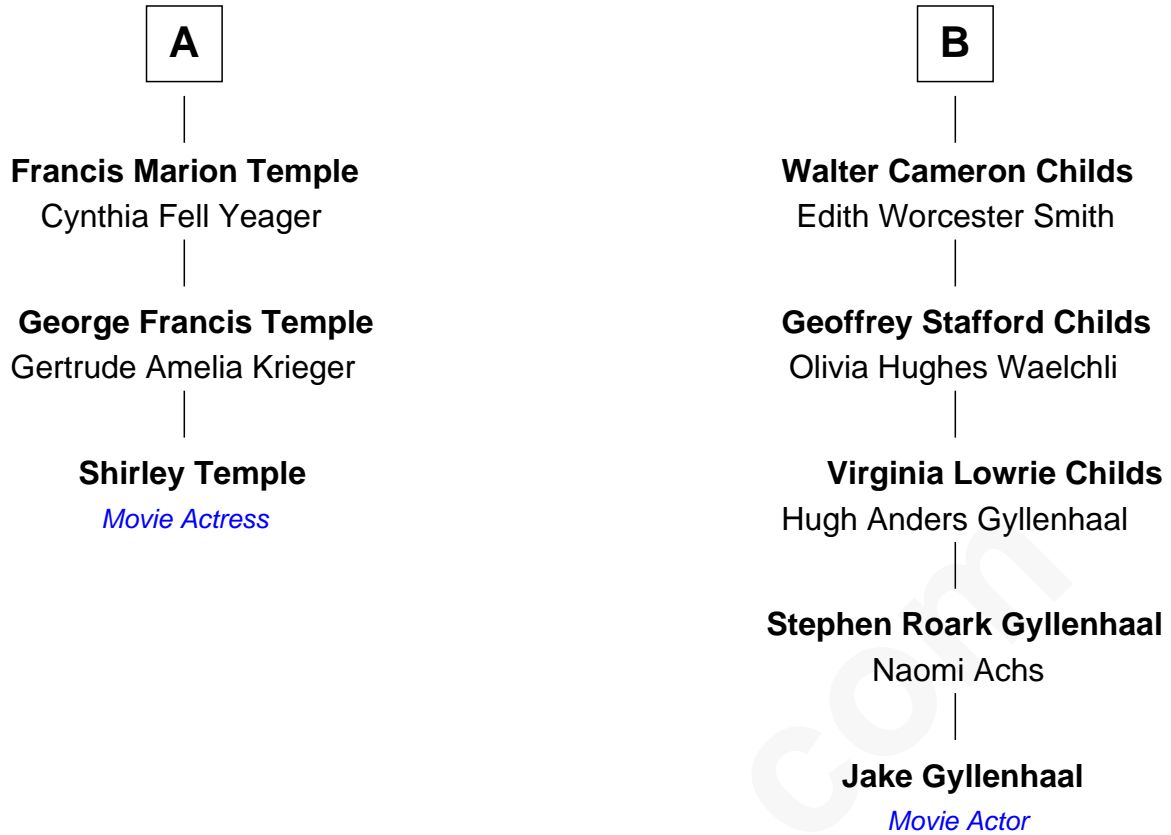 A
Francis Marion Temple
Cynthia Fell Yeager
George Francis Temple
Gertrude Amelia Krieger
Shirley Temple
Movie Actress
B
Walter Cameron Childs
Edith Worcester Smith
Geoffrey Stafford Childs
Olivia Hughes Waelchli
Virginia Lowrie Childs
Hugh Anders Gyllenhaal
Stephen Roark Gyllenhaal
Naomi Achs
Jake Gyllenhaal
Movie Actor
com